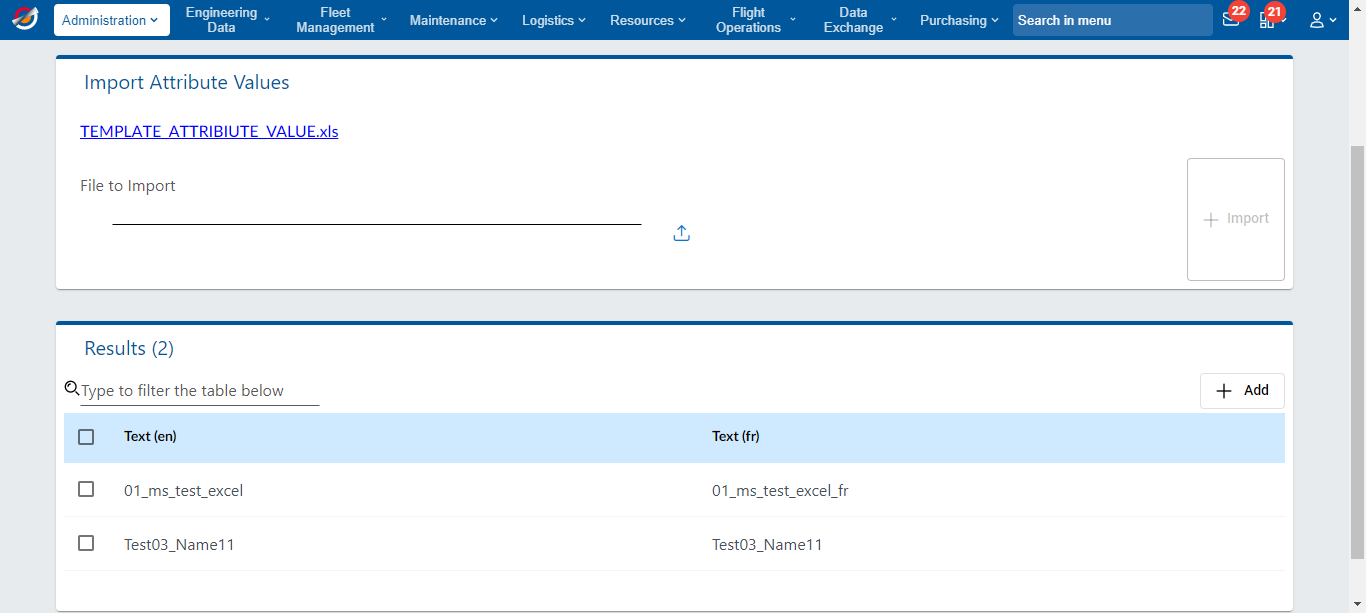 Administration
Engineering
Data
Fleet
Management
Maintenance
Logistics
Resources
Flight
Operations
Data
Exchange
Purchasing
Search in menu
22
21
Import Attribute Values
TEMPLATE_ATTRIBIUTE_VALUE.xls
File to Import
Import
Results (2)
Type to filter the table below
Add
Text (en) Text (fr)
01_ms_test_excel 01_ms_test_excel_fr
Test03_Name11 Test03_Name11